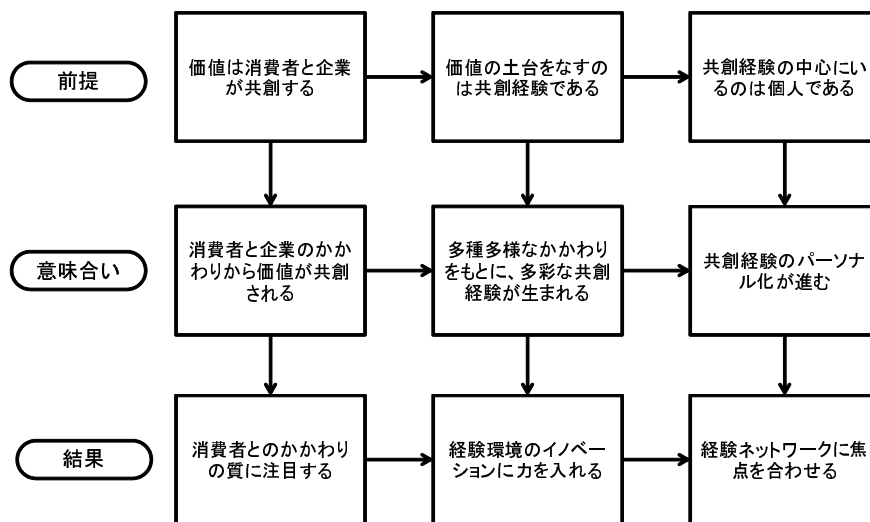 前提
価値は消費者と企業
が共創する
価値の土台をなすの
は共創経験である
共創経験の中心にい
るのは個人である
意味合い
消費者と企業のかか
わりから価値が共創
される
多種多様なかかわり
をもとに、多彩な共創
経験が生まれる
共創経験のパーソナ
ル化が進む
結果
消費者とのかかわり
の質に注目する
経験環境のイノベー
ションに力を入れる
経験ネットワークに焦
点を合わせる